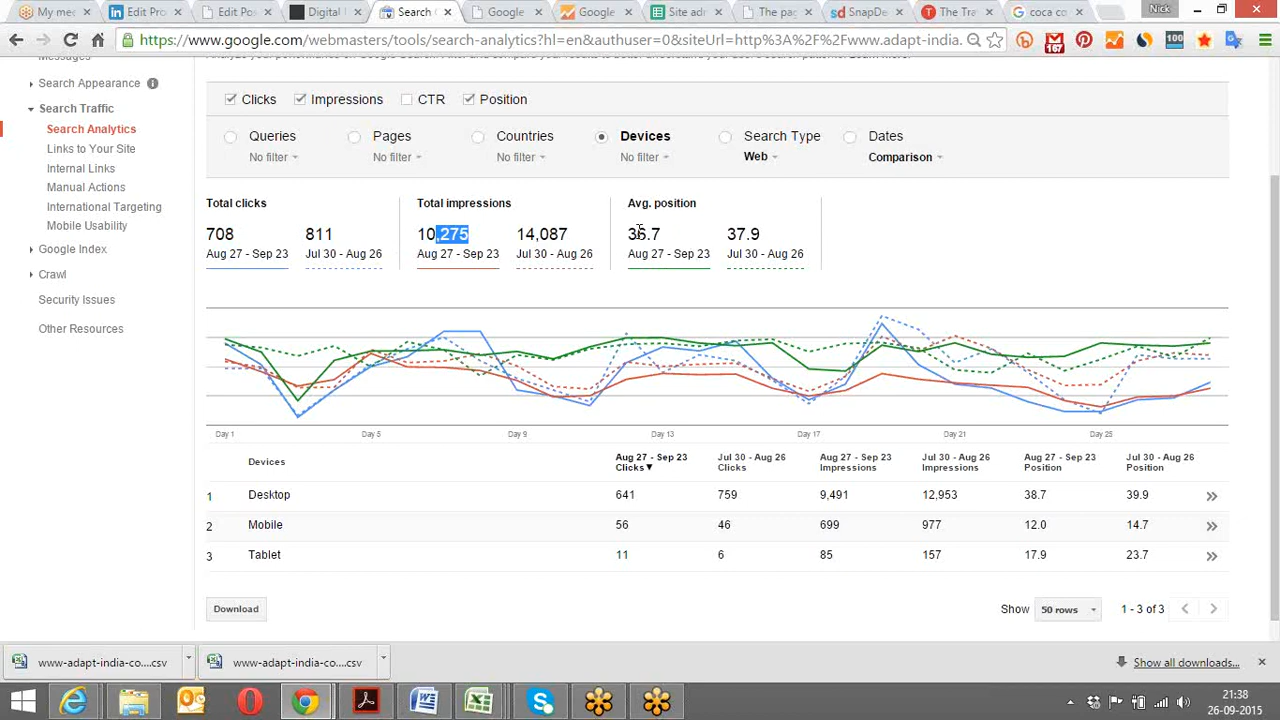 My me
Edit Pro
Edit Pos
Digital
Search
Google
Google
Site adr
The pag
SnapDe
The Tra
coca co
Nick
https://www.google.com/webmasters/tools/search-analytics?hl=en&authuser=0&siteUrl=http%3A%2F%2Fwww.adapt-india.
167
100
Messages
Search Appearance
Search Traffic
Search Analytics
Links to Your Site
Internal Links
Manual Actions
International Targeting
Mobile Usability
Google Index
Crawl
Security Issues
Other Resources
Clicks Impressions CTR Position
Queries Pages Countries Devices Search Type Dates
No filter No filter No filter No filter Web Comparison
Total clicks Total impressions Avg. position
708 811 10,275 14,087 36.7 37.9
Aug 27 - Sep 23 Jul 30 - Aug 26 Aug 27 - Sep 23 Jul 30 - Aug 26 Aug 27 - Sep 23 Jul 30 - Aug 26
Day 1 Day 5 Day 9 Day 13 Day 17 Day 21 Day 25
Devices
Aug 27 - Sep 23 Jul 30 - Aug 26 Aug 27 - Sep 23 Jul 30 - Aug 26 Aug 27 - Sep 23 Jul 30 - Aug 26
Clicks▼ Clicks Impressions Impressions Position Position
1 Desktop 641 759 9,491 12,953 38.7 39.9 »
2 Mobile 56 46 699 977 12.0 14.7 »
3 Tablet 11 6 85 157 17.9 23.7 »
Download
Show 50 rows 1 - 3 of 3
www-adapt-india-co....csv
www-adapt-india-co....csv
Show all downloads...
21:38
26-09-2015